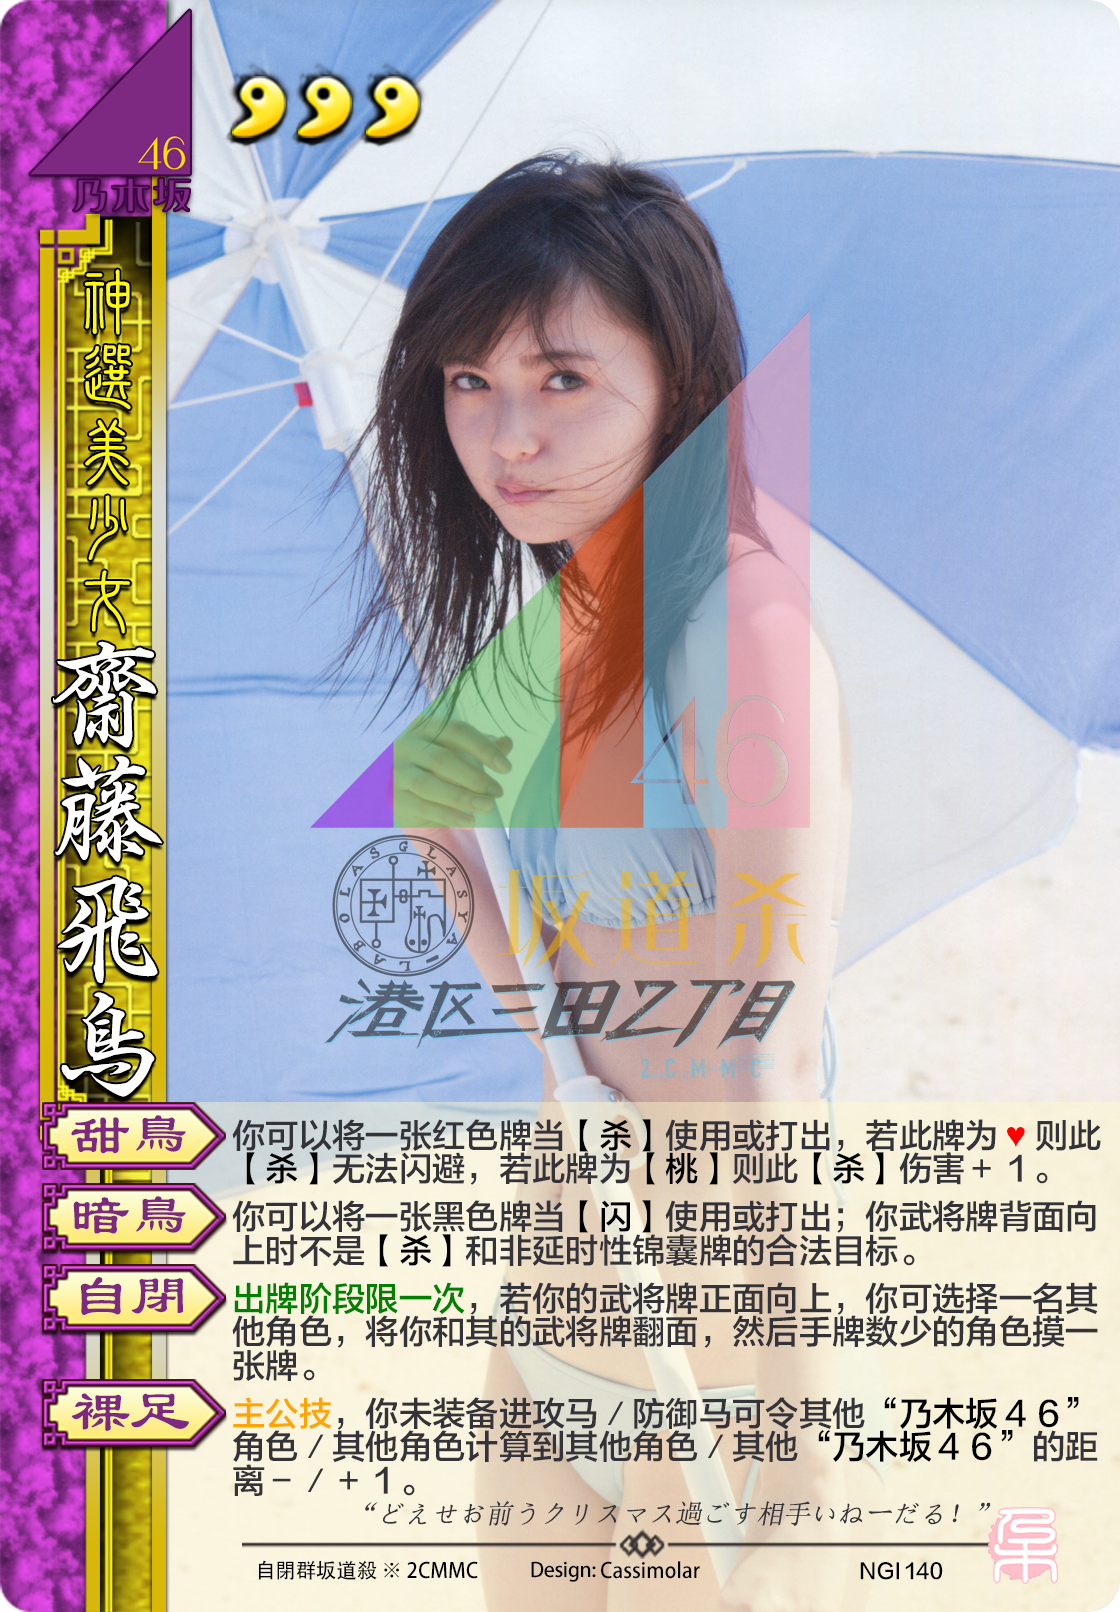 46
乃木坂
神選美少女
齋藤飛鳥
46
LABOLASGLASYA
坂道杀
港区三田乙丁目
2CMMC
甜鳥
你可以将一张红色牌当【杀】使用或打出，若此牌为♥则此
【杀】无法闪避，若此牌为【桃】则此【杀】伤害＋１。
暗鳥
你可以将一张黑色牌当【闪】使用或打出；你武将牌背面向
上时不是【杀】和非延时性锦囊牌的合法目标。
自閉
出牌阶段限一次，若你的武将牌正面向上，你可选择一名其
他角色，将你和其的武将牌翻面，然后手牌数少的角色摸一
张牌。
裸足
主公技，你未装备进攻马／防御马可令其他“乃木坂４６”
角色／其他角色计算到其他角色／其他“乃木坂４６”的距
离－／＋１。
“どえせお前うクリスマス過ごす相手いねーだる！”
自閉群坂道殺 ※ 2CMMC
Design: Cassimolar
NGI140